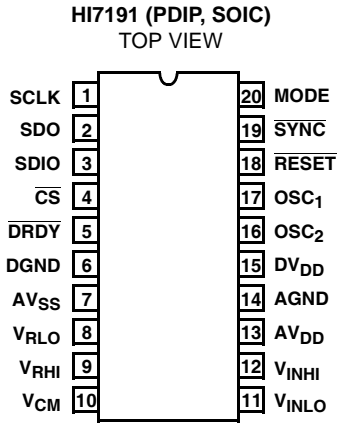 HI7191 (PDIP, SOIC)
TOP VIEW
SCLK 1 20 MODE
SDO 2 19 SYNC
SDIO 3 18 RESET
CS 4 17 OSC1
DRDY 5 16 OSC2
DGND 6 15 DVDD
AVSS 7 14 AGND
VRLO 8 13 AVDD
VRHI 9 12 VINHI
VCM 10 11 VINLO